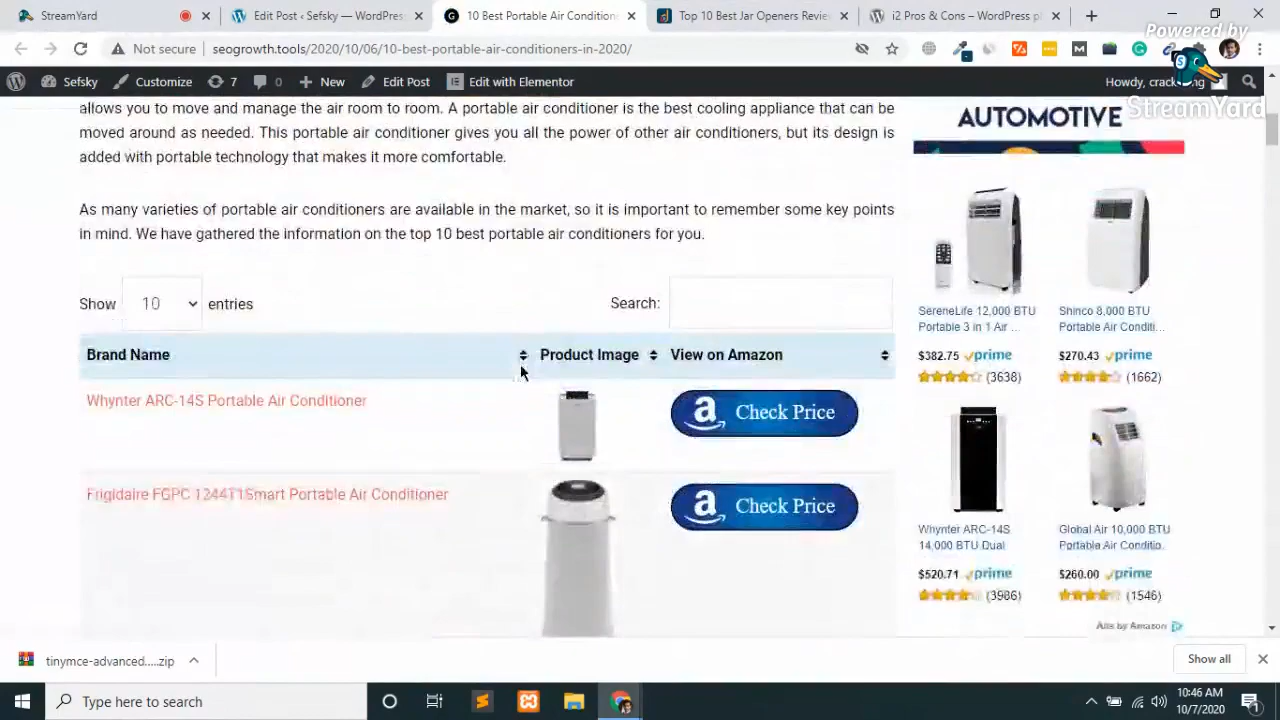 StreamYard
Edit Post ‹ Sefsky — WordPr
10 Best Portable Air Condition
Top 10 Best Jar Openers Revi
i2 Pros & Cons – WordPress pl
Powered by
StreamYard
Not secure
seogrowth.tools/2020/10/06/10-best-portable-air-conditioners-in-2020/
Sefsky
Customize
7
0
New
Edit Post
Edit with Elementor
Howdy, crack
allows you to move and manage the air room to room. A portable air conditioner is the best cooling appliance that can be
moved around as needed. This portable air conditioner gives you all the power of other air conditioners, but its design is
added with portable technology that makes it more comfortable.
As many varieties of portable air conditioners are available in the market, so it is important to remember some key points
in mind. We have gathered the information on the top 10 best portable air conditioners for you.
Show 10 entries
Search:
Brand Name
Product Image
View on Amazon
Whynter ARC-14S Portable Air Conditioner
a Check Price
Frigidaire FGPC 1244T1Smart Portable Air Conditioner
a Check Price
AUTOMOTIVE
SereneLife 12,000 BTU
Portable 3 in 1 Air ...
$382.75 prime
(3638)
Shinco 8,000 BTU
Portable Air Conditi...
$270.43 prime
(1662)
Whynter ARC-14S
14,000 BTU Dual
$520.71 prime
(3986)
Global Air 10,000 BTU
Portable Air Conditio...
$260.00 prime
(1546)
Ads by Amazon
tinymce-advanced.....zip
Show all
Type here to search
10:46 AM
10/7/2020